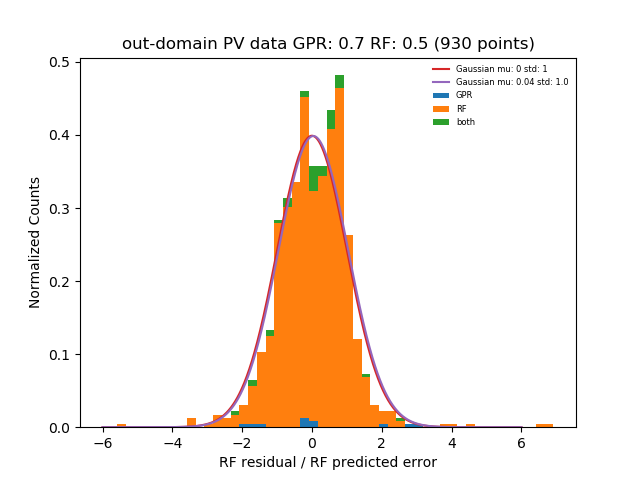 out-domain PV data GPR: 0.7 RF: 0.5 (930 points)
Gaussian mu: 0 std: 1
Gaussian mu: 0.04 std: 1.0
GPR
RF
both
Normalized Counts
0.5
0.4
0.3
0.2
0.1
0.0
−6 −4 −2 0 2 4 6
RF residual / RF predicted error